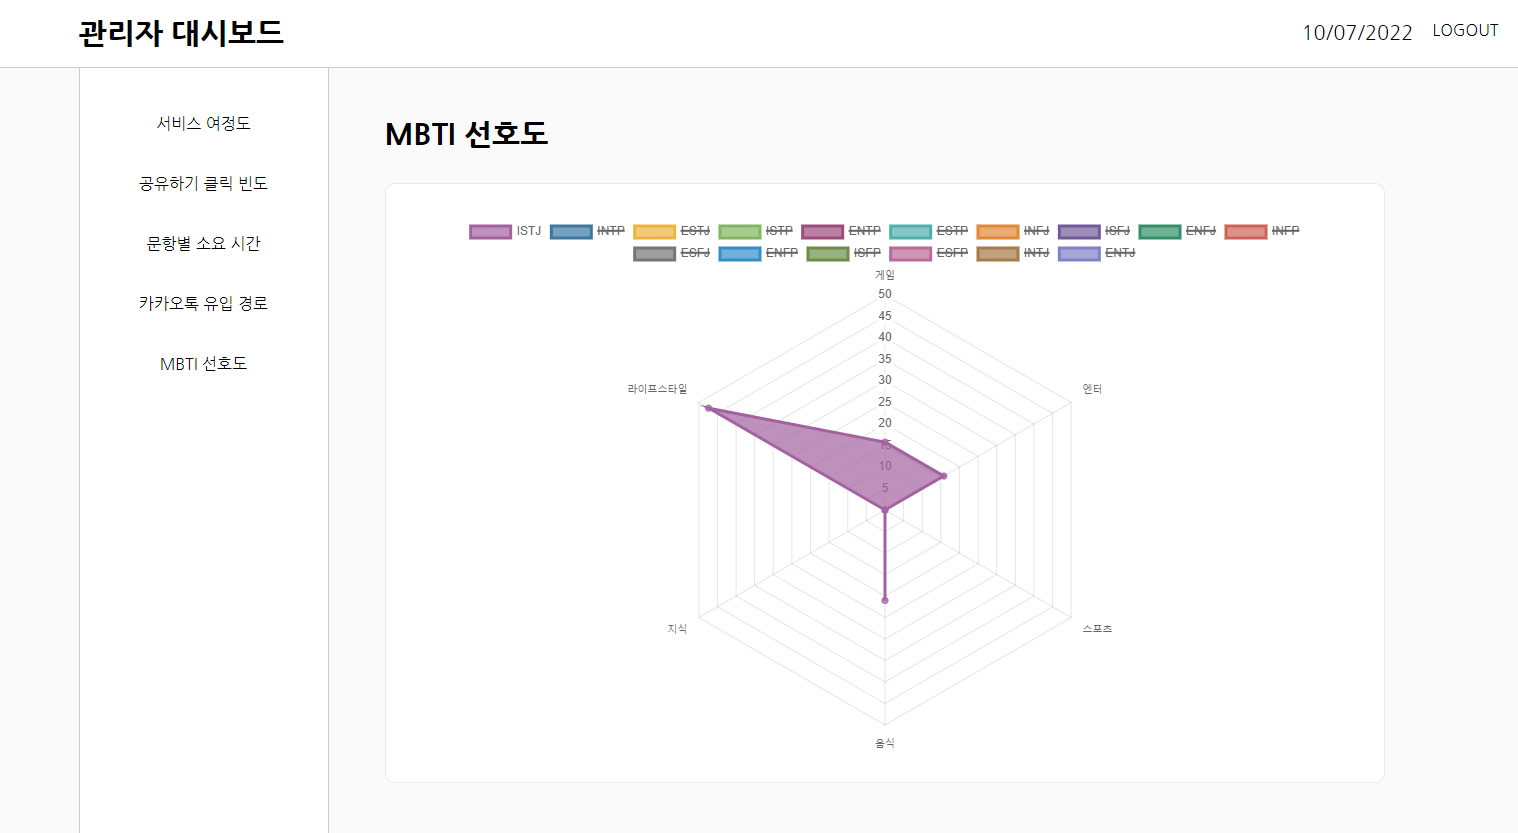 관리자 대시보드
10/07/2022 LOGOUT
서비스 여정도
공유하기 클릭 빈도
문항별 소요 시간
카카오톡 유입 경로
MBTI 선호도
MBTI 선호도
ISTJ INTP ESTJ ISTP ENTP ESTP INFJ ISFJ ENFJ INFP
ESFJ ENFP ISFP ESFP INTJ ENTJ
게임
50
45
40
35
30
25
20
15
10
5
라이프스타일
엔터
지식
스포츠
음식